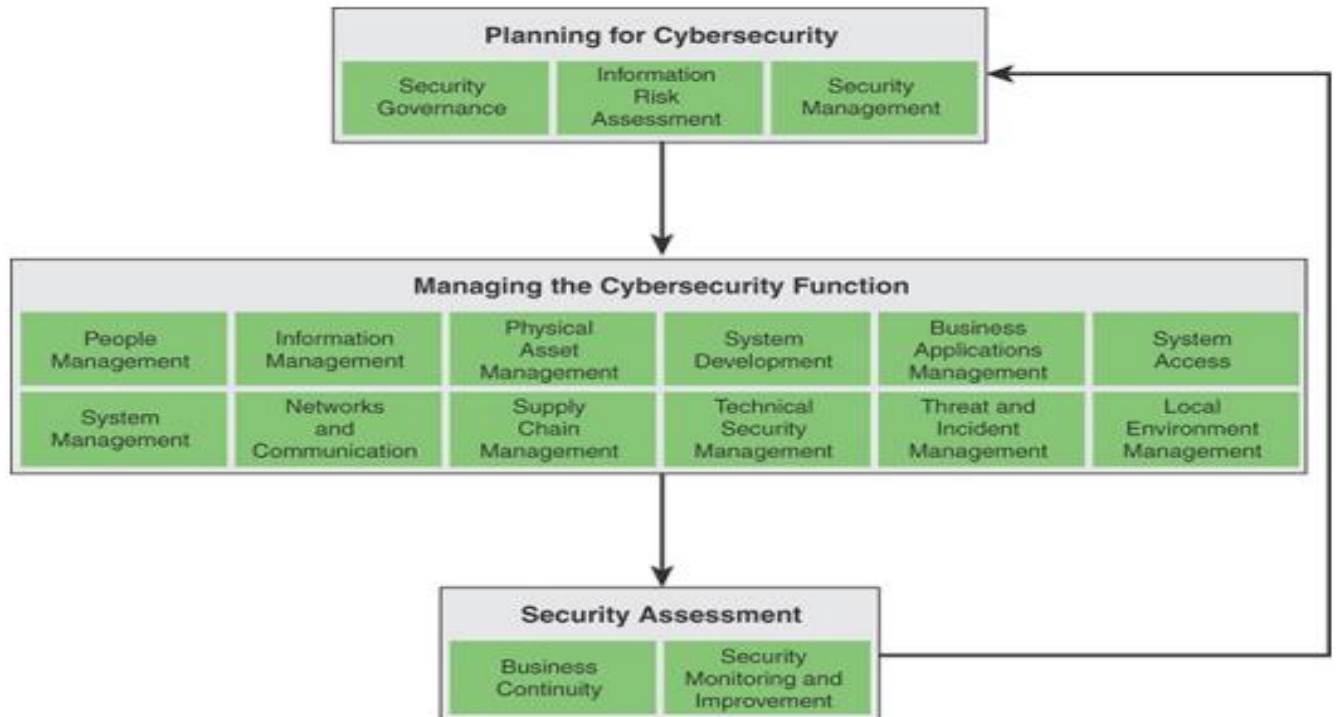 Planning for Cybersecurity
Security
Governance
Information
Risk
Assessment
Security
Management
Managing the Cybersecurity Function
People
Management
Information
Management
Physical
Asset
Management
System
Development
Business
Applications
Management
System
Access
System
Management
Networks
and
Communication
Supply
Chain
Management
Technical
Security
Management
Threat and
Incident
Management
Local
Environment
Management
Security Assessment
Business
Continuity
Security
Monitoring and
Improvement